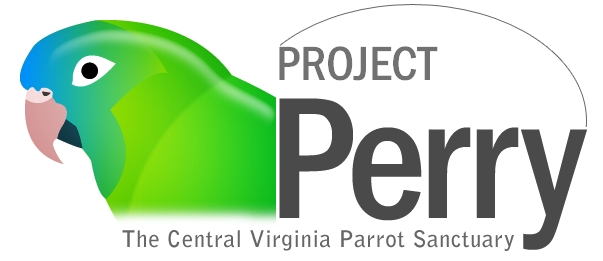 PROJECT
Perry
The Central Virginia Parrot Sanctuary